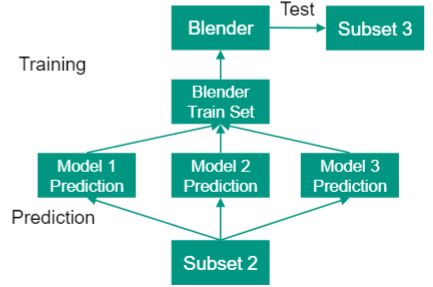 Test
Blender
Subset 3
Training
Blender
Train Set
Model 1
Prediction
Model 2
Prediction
Model 3
Prediction
Prediction
Subset 2